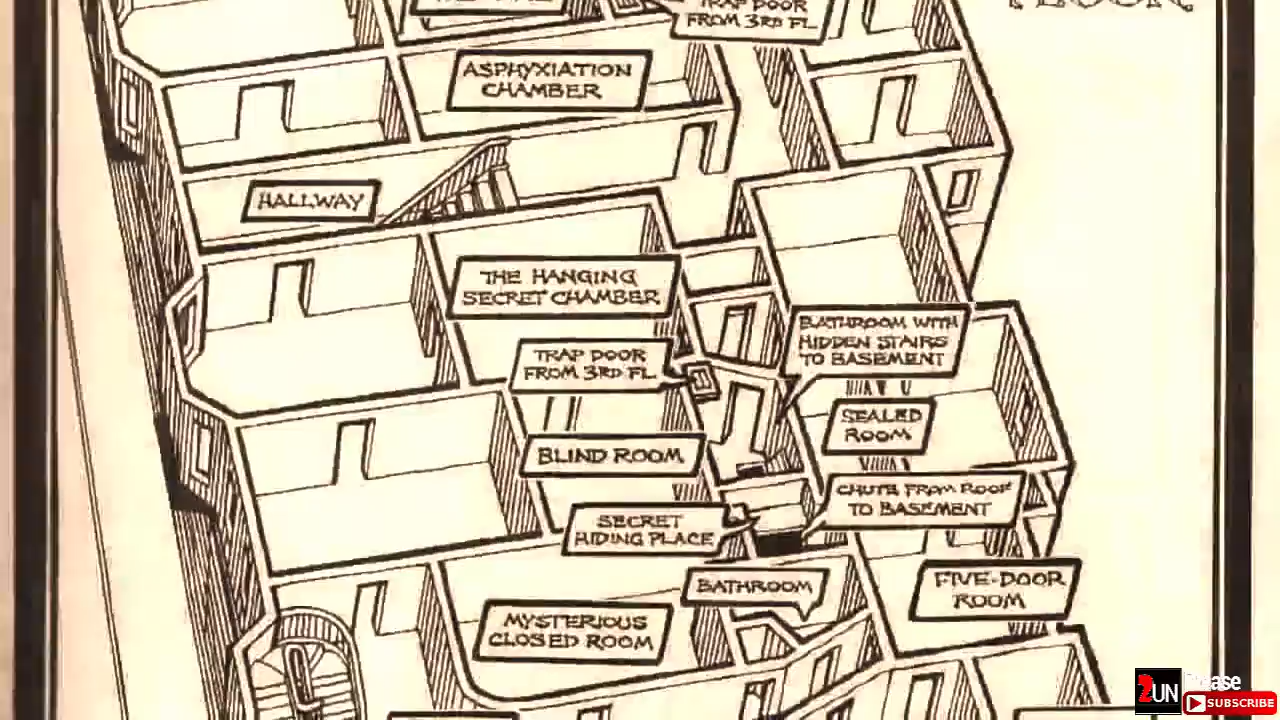 FLOOR
TRAP DOOR
FROM 3RD FL.
ASPHYXIATION
CHAMBER
HALLWAY
THE HANGING
SECRET CHAMBER
BATHROOM WITH
HIDDEN STAIRS
TO BASEMENT
TRAP DOOR
FROM 3RD FL.
SEALED
ROOM
BLIND ROOM
CHUTE FROM ROOF
TO BASEMENT
SECRET
HIDING PLACE
BATHROOM
FIVE-DOOR
ROOM
MYSTERIOUS
CLOSED ROOM
2UN
SUBSCRIBE